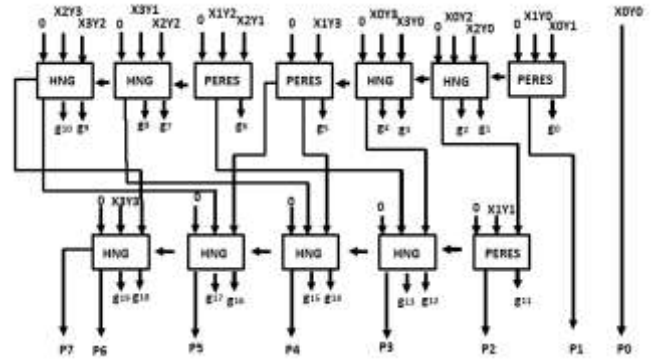 X2Y3 X3Y1 X1Y2 X0Y3 X0Y2 X1Y0 X0Y0
0 X3Y2 0 X2Y2 0 X2Y1 0 X1Y3 0 X3Y0 0 X2Y0 0 X0Y1
HNG HNG PERES PERES HNG HNG PERES
g10 g9 g8 g7 g6 g5 g4 g3 g2 g1 g0
0 X3Y3 0 0 0 0 X1Y1
HNG HNG HNG HNG PERES
g19 g18 g17 g16 g15 g14 g13 g12 g11
P7 P6 P5 P4 P3 P2 P1 P0